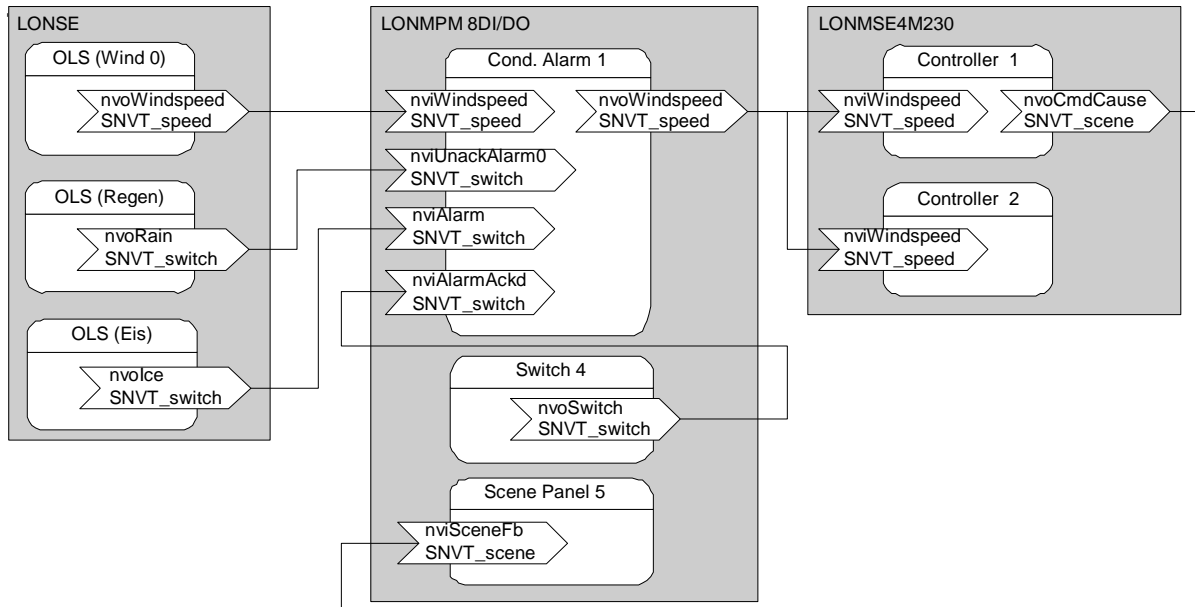 LONSE
OLS (Wind 0)
nvoWindspeed
SNVT_speed
OLS (Regen)
nvoRain
SNVT_switch
OLS (Eis)
nvoIce
SNVT_switch
LONMPM 8DI/DO
Cond. Alarm 1
nviWindspeed
SNVT_speed
nvoWindspeed
SNVT_speed
nviUnackAlarm0
SNVT_switch
nviAlarm
SNVT_switch
nviAlarmAckd
SNVT_switch
Switch 4
nvoSwitch
SNVT_switch
Scene Panel 5
nviSceneFb
SNVT_scene
LONMSE4M230
Controller 1
nviWindspeed
SNVT_speed
nvoCmdCause
SNVT_scene
Controller 2
nviWindspeed
SNVT_speed